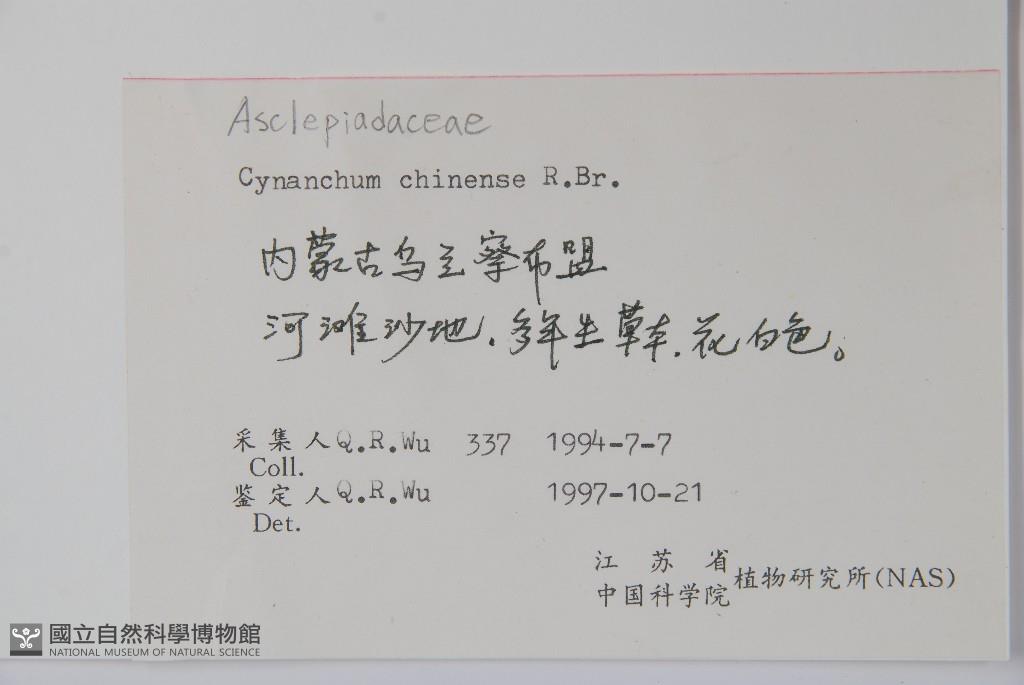 Asclepiadaceae
Cynanchum chinense R.Br.
内蒙古乌兰察布盟
河滩沙地，多年生草本，花白色。
采集人 Q.R.Wu 337 1994-7-7
Coll.
鉴定人 Q.R.Wu 1997-10-21
Det.
江苏省
中国科学院 植物研究所(NAS)
國立自然科學博物館
NATIONAL MUSEUM OF NATURAL SCIENCE